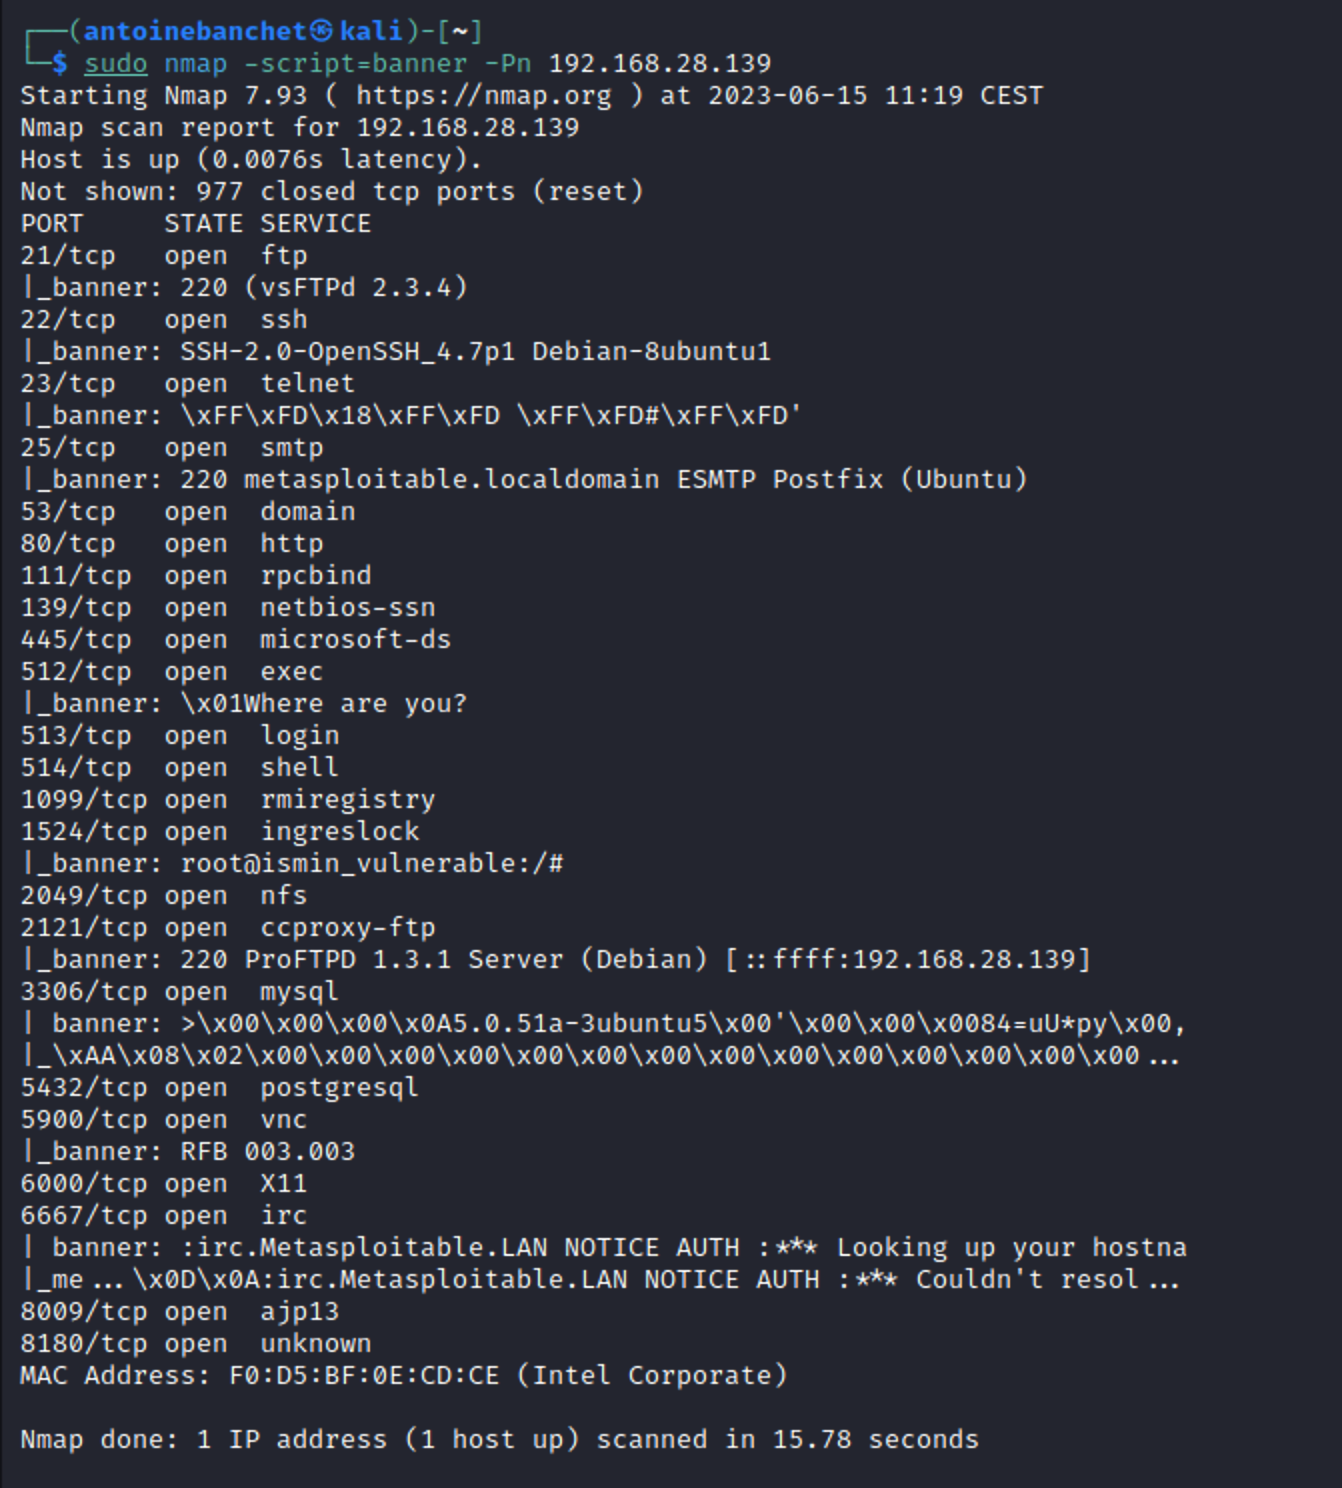 ┌──(antoinebanchet㉿kali)-[~]
└─$ sudo nmap -script=banner -Pn 192.168.28.139
Starting Nmap 7.93 ( https://nmap.org ) at 2023-06-15 11:19 CEST
Nmap scan report for 192.168.28.139
Host is up (0.0076s latency).
Not shown: 977 closed tcp ports (reset)
PORT     STATE SERVICE
21/tcp   open  ftp
|_banner: 220 (vsFTPd 2.3.4)
22/tcp   open  ssh
|_banner: SSH-2.0-OpenSSH_4.7p1 Debian-8ubuntu1
23/tcp   open  telnet
|_banner: \xFF\xFD\x18\xFF\xFD \xFF\xFD#\xFF\xFD'
25/tcp   open  smtp
|_banner: 220 metasploitable.localdomain ESMTP Postfix (Ubuntu)
53/tcp   open  domain
80/tcp   open  http
111/tcp  open  rpcbind
139/tcp  open  netbios-ssn
445/tcp  open  microsoft-ds
512/tcp  open  exec
|_banner: \x01Where are you?
513/tcp  open  login
514/tcp  open  shell
1099/tcp open  rmiregistry
1524/tcp open  ingreslock
|_banner: root@ismin_vulnerable:/#
2049/tcp open  nfs
2121/tcp open  ccproxy-ftp
|_banner: 220 ProFTPD 1.3.1 Server (Debian) [::ffff:192.168.28.139]
3306/tcp open  mysql
| banner: >\x00\x00\x00\x0A5.0.51a-3ubuntu5\x00'\x00\x00\x0084=uU*py\x00,
|_\xAA\x08\x02\x00\x00\x00\x00\x00\x00\x00\x00\x00\x00\x00\x00\x00...
5432/tcp open  postgresql
5900/tcp open  vnc
|_banner: RFB 003.003
6000/tcp open  X11
6667/tcp open  irc
| banner: :irc.Metasploitable.LAN NOTICE AUTH :*** Looking up your hostna
|_me...\x0D\x0A:irc.Metasploitable.LAN NOTICE AUTH :*** Couldn't resol...
8009/tcp open  ajp13
8180/tcp open  unknown
MAC Address: F0:D5:BF:0E:CD:CE (Intel Corporate)
Nmap done: 1 IP address (1 host up) scanned in 15.78 seconds